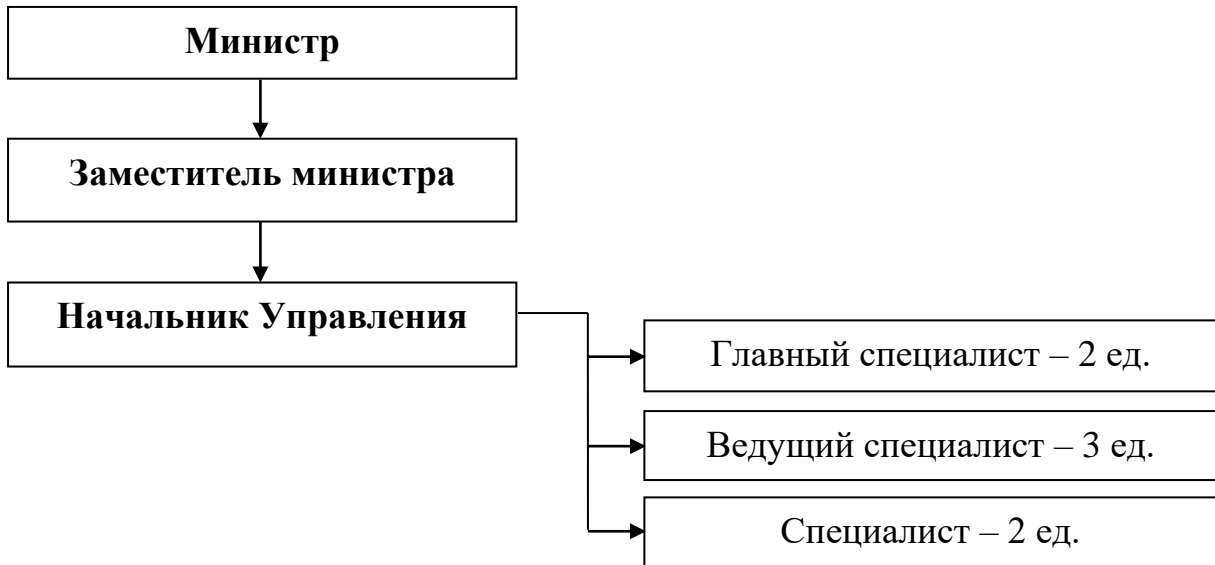 Министр
Заместитель министра
Начальник Управления
Главный специалист – 2 ед.
Ведущий специалист – 3 ед.
Специалист – 2 ед.